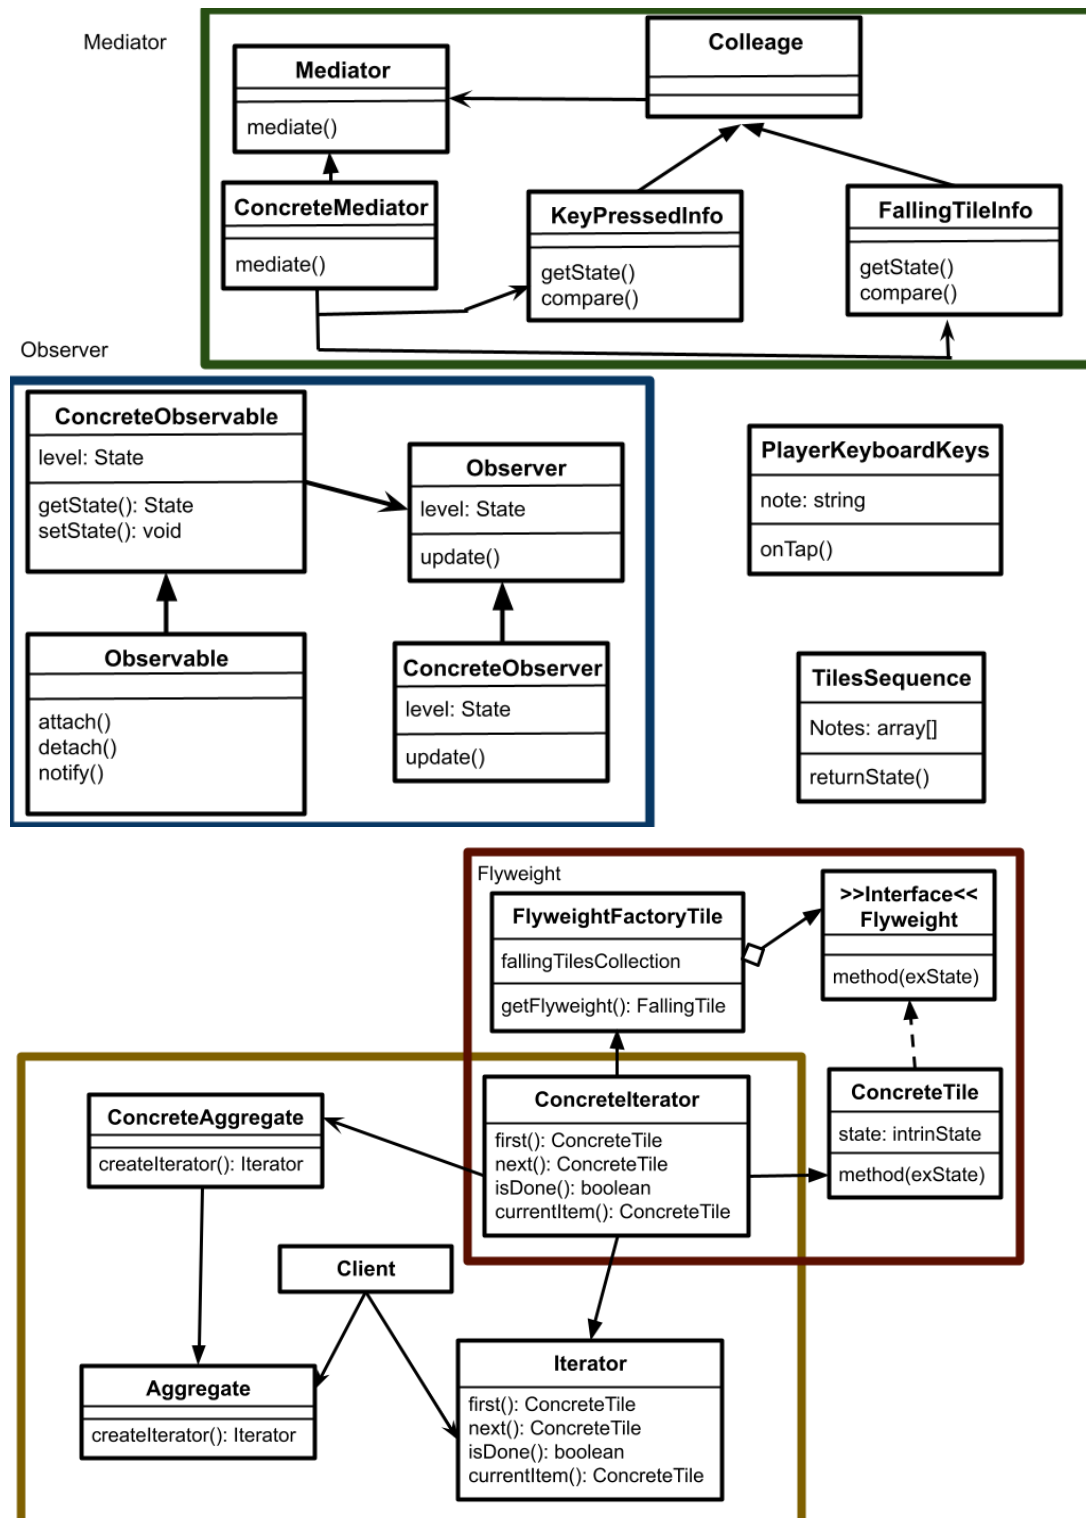 Mediator
Mediator
mediate()
Colleage
ConcreteMediator
mediate()
KeyPressedInfo
getState()
compare()
FallingTileInfo
getState()
compare()
Observer
ConcreteObservable
level: State
getState(): State
setState(): void
Observer
level: State
update()
Observable
attach()
detach()
notify()
ConcreteObserver
level: State
update()
PlayerKeyboardKeys
note: string
onTap()
TilesSequence
Notes: array[]
returnState()
Flyweight
FlyweightFactoryTile
fallingTilesCollection
getFlyweight(): FallingTile
>>Interface<<
Flyweight
method(exState)
ConcreteIterator
first(): ConcreteTile
next(): ConcreteTile
isDone(): boolean
currentItem(): ConcreteTile
ConcreteTile
state: intrinState
method(exState)
ConcreteAggregate
createIterator(): Iterator
Client
Aggregate
createIterator(): Iterator
Iterator
first(): ConcreteTile
next(): ConcreteTile
isDone(): boolean
currentItem(): ConcreteTile